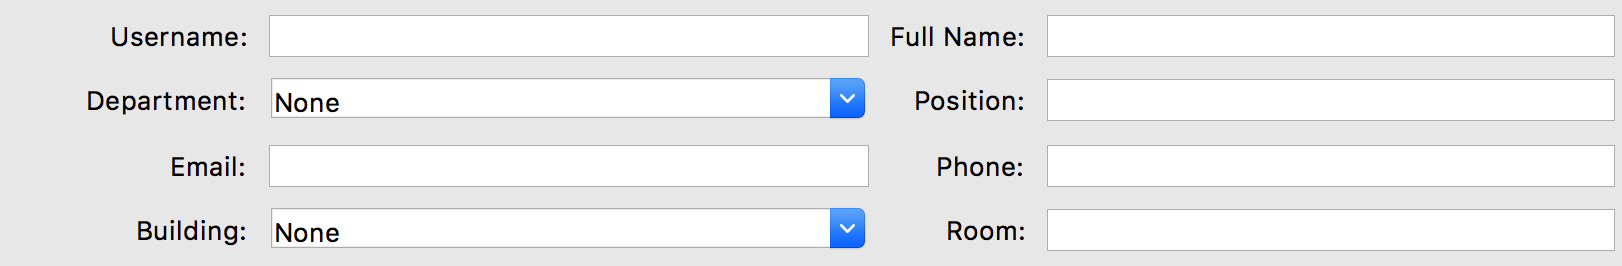 Username: Full Name:
Department: None Position:
Email: Phone:
Building: None Room: